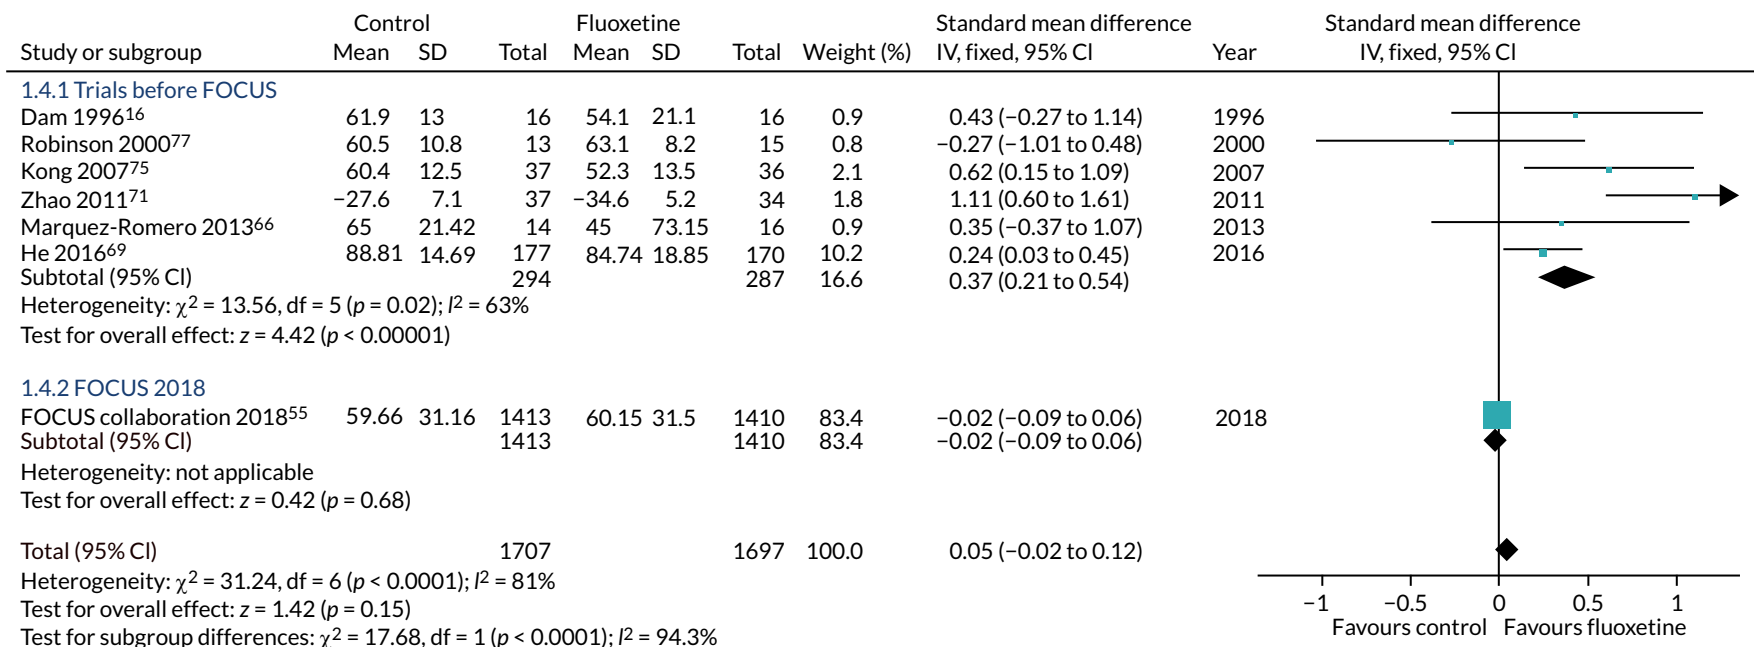 Control Fluoxetine Standard mean difference Standard mean difference
Study or subgroup Mean SD Total Mean SD Total Weight (%) IV, fixed, 95% CI Year IV, fixed, 95% CI
1.4.1 Trials before FOCUS
Dam 1996¹⁶ 61.9 13 16 54.1 21.1 16 0.9 0.43 (−0.27 to 1.14) 1996
Robinson 2000⁷⁷ 60.5 10.8 13 63.1 8.2 15 0.8 −0.27 (−1.01 to 0.48) 2000
Kong 2007⁷⁵ 60.4 12.5 37 52.3 13.5 36 2.1 0.62 (0.15 to 1.09) 2007
Zhao 2011⁷¹ −27.6 7.1 37 −34.6 5.2 34 1.8 1.11 (0.60 to 1.61) 2011
Marquez-Romero 2013⁶⁶ 65 21.42 14 45 73.15 16 0.9 0.35 (−0.37 to 1.07) 2013
He 2016⁶⁹ 88.81 14.69 177 84.74 18.85 170 10.2 0.24 (0.03 to 0.45) 2016
Subtotal (95% CI) 294 287 16.6 0.37 (0.21 to 0.54)
Heterogeneity: χ² = 13.56, df = 5 (p = 0.02); I² = 63%
Test for overall effect: z = 4.42 (p < 0.00001)
1.4.2 FOCUS 2018
FOCUS collaboration 2018⁵⁵ 59.66 31.16 1413 60.15 31.5 1410 83.4 −0.02 (−0.09 to 0.06) 2018
Subtotal (95% CI) 1413 1410 83.4 −0.02 (−0.09 to 0.06)
Heterogeneity: not applicable
Test for overall effect: z = 0.42 (p = 0.68)
Total (95% CI) 1707 1697 100.0 0.05 (−0.02 to 0.12)
Heterogeneity: χ² = 31.24, df = 6 (p < 0.0001); I² = 81%
Test for overall effect: z = 1.42 (p = 0.15)
Test for subgroup differences: χ² = 17.68, df = 1 (p < 0.0001); I² = 94.3%
−1 −0.5 0 0.5 1
Favours control Favours fluoxetine